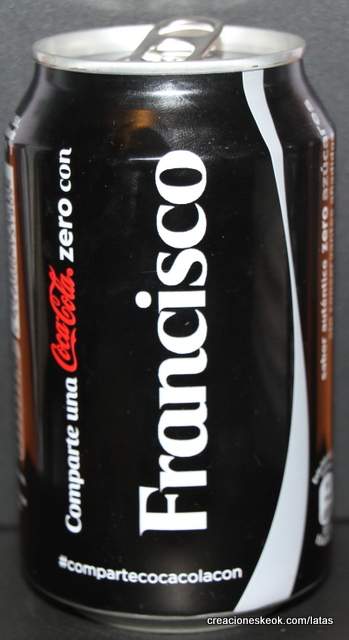 Comparte una Coca-Cola zero con
Francisco
sabor auténtico zero azúcar
#compartecocacolacon
creacioneskeok.com/latas